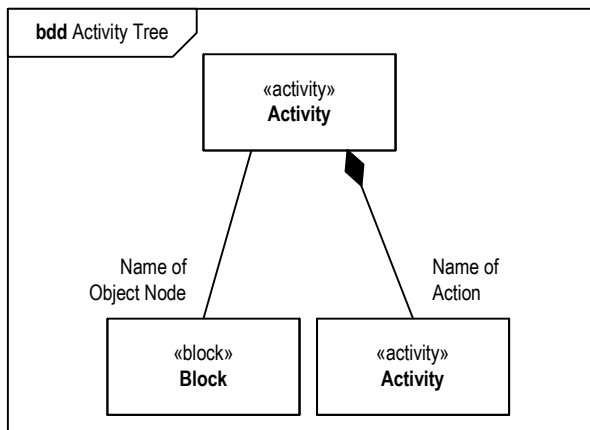 bdd Activity Tree
«activity»
Activity
Name of
Object Node
Name of
Action
«block»
Block
«activity»
Activity